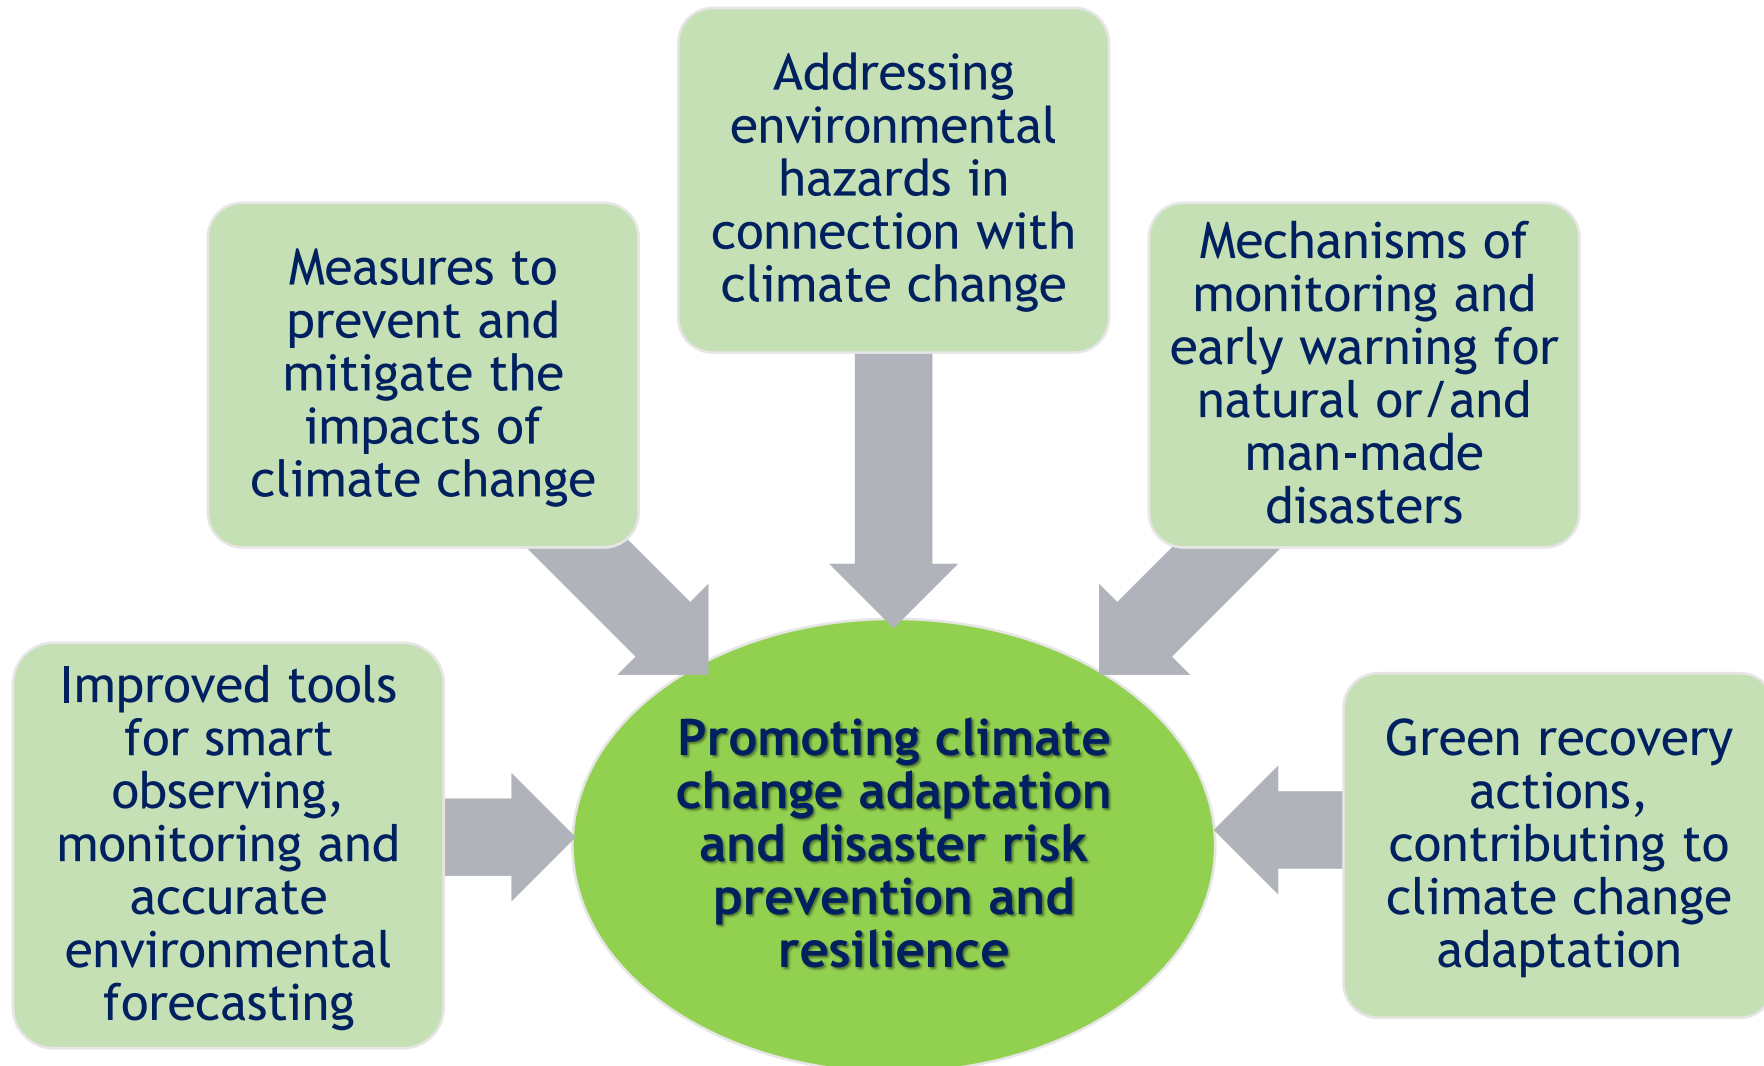 Addressing
environmental
hazards in
connection with
climate change
Measures to
prevent and
mitigate the
impacts of
climate change
Mechanisms of
monitoring and
early warning for
natural or/and
man-made
disasters
Improved tools
for smart
observing,
monitoring and
accurate
environmental
forecasting
Promoting climate
change adaptation
and disaster risk
prevention and
resilience
Green recovery
actions,
contributing to
climate change
adaptation